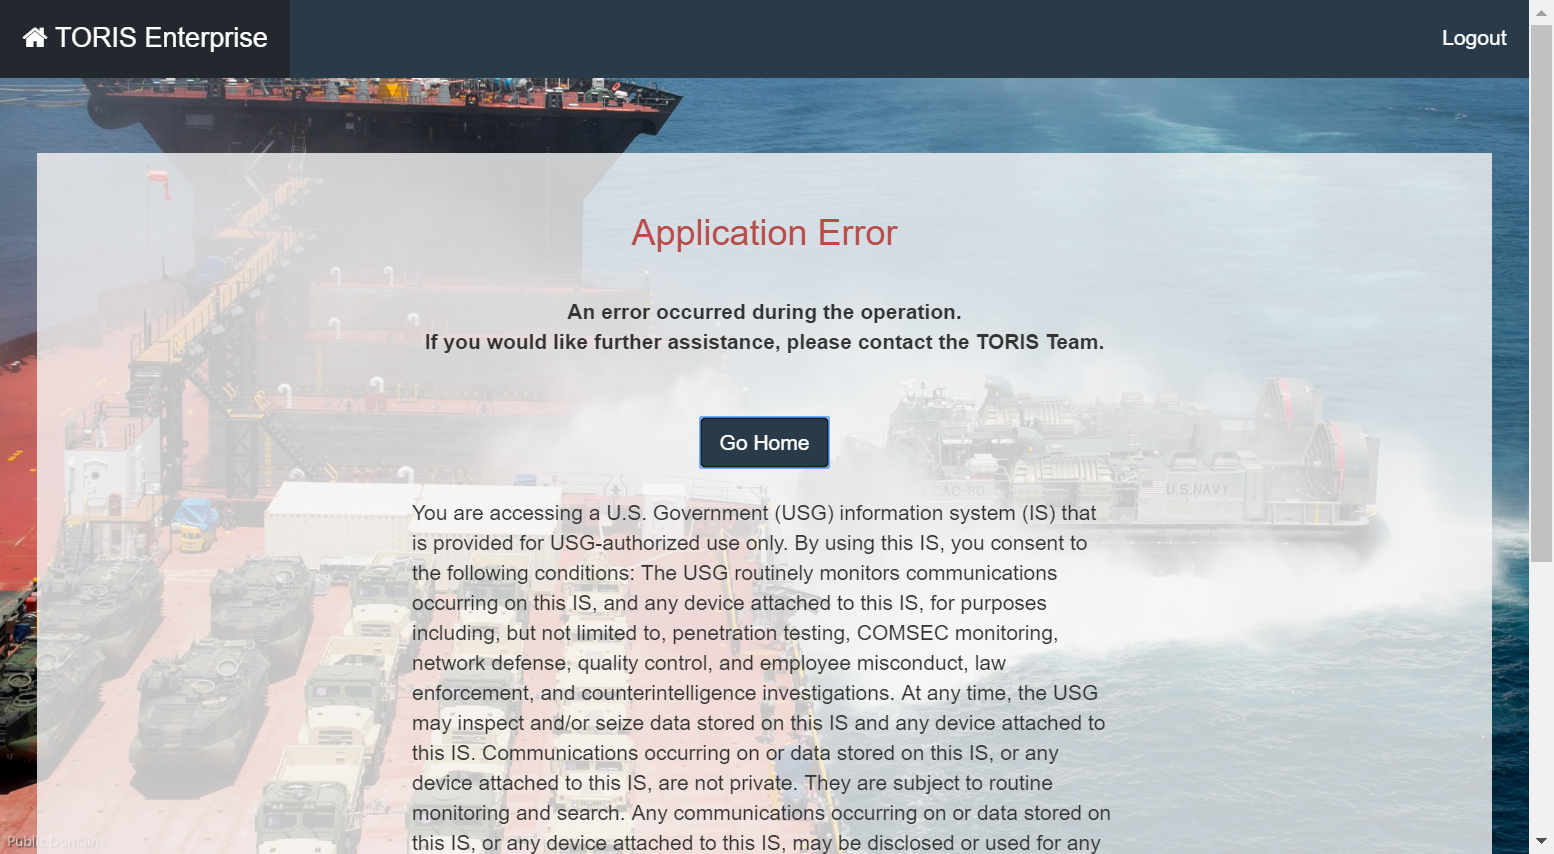 TORIS Enterprise
Logout
Application Error
An error occurred during the operation.
If you would like further assistance, please contact the TORIS Team.
Go Home
You are accessing a U.S. Government (USG) information system (IS) that
is provided for USG-authorized use only. By using this IS, you consent to
the following conditions: The USG routinely monitors communications
occurring on this IS, and any device attached to this IS, for purposes
including, but not limited to, penetration testing, COMSEC monitoring,
network defense, quality control, and employee misconduct, law
enforcement, and counterintelligence investigations. At any time, the USG
may inspect and/or seize data stored on this IS and any device attached to
this IS. Communications occurring on or data stored on this IS, or any
device attached to this IS, are not private. They are subject to routine
monitoring and search. Any communications occurring on or data stored on
this IS, or any device attached to this IS, may be disclosed or used for any
LCAC-80
U.S.NAVY
Public Domain